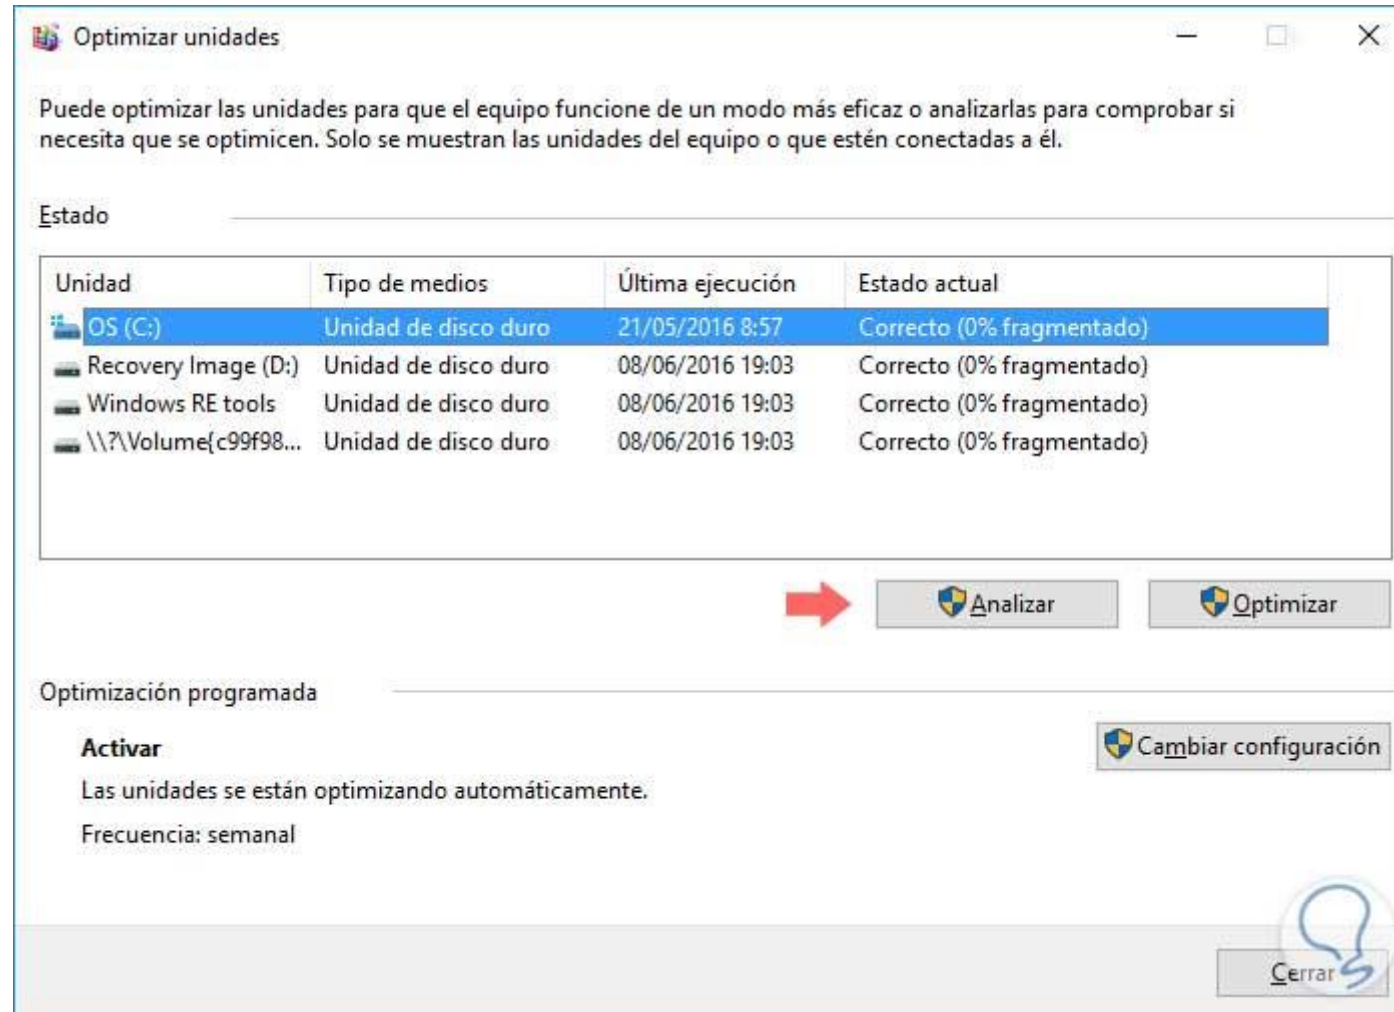 Optimizar unidades
Puede optimizar las unidades para que el equipo funcione de un modo más eficaz o analizarlas para comprobar si
necesita que se optimicen. Solo se muestran las unidades del equipo o que estén conectadas a él.
Estado
Unidad Tipo de medios Última ejecución Estado actual
OS (C:) Unidad de disco duro 21/05/2016 8:57 Correcto (0% fragmentado)
Recovery Image (D:) Unidad de disco duro 08/06/2016 19:03 Correcto (0% fragmentado)
Windows RE tools Unidad de disco duro 08/06/2016 19:03 Correcto (0% fragmentado)
\\?\Volume{c99f98... Unidad de disco duro 08/06/2016 19:03 Correcto (0% fragmentado)
Analizar Optimizar
Optimización programada
Activar Cambiar configuración
Las unidades se están optimizando automáticamente.
Frecuencia: semanal
Cerrar